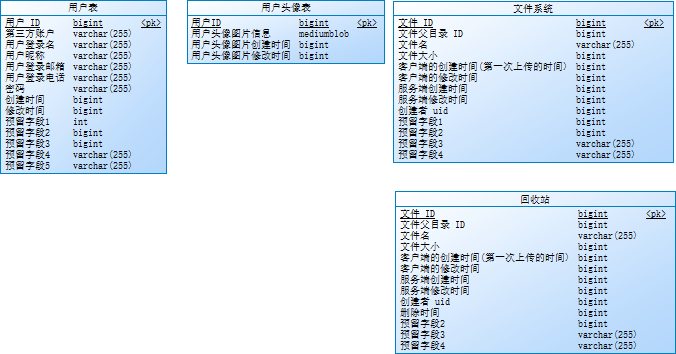 用户表
用户 ID bigint <pk>
第三方账户 varchar(255)
用户登录名 varchar(255)
用户昵称 varchar(255)
用户登录邮箱 varchar(255)
用户登录电话 varchar(255)
密码 varchar(255)
创建时间 bigint
修改时间 bigint
预留字段1 int
预留字段2 bigint
预留字段3 bigint
预留字段4 varchar(255)
预留字段5 varchar(255)
用户头像表
用户ID bigint <pk>
用户头像图片信息 mediumblob
用户头像图片创建时间 bigint
用户头像图片修改时间 bigint
文件系统
文件 ID bigint <pk>
文件父目录 ID bigint
文件名 varchar(255)
文件大小 bigint
客户端的创建时间(第一次上传的时间) bigint
客户端的修改时间 bigint
服务端创建时间 bigint
服务端修改时间 bigint
创建者 uid bigint
预留字段1 bigint
预留字段2 bigint
预留字段3 varchar(255)
预留字段4 varchar(255)
回收站
文件 ID bigint <pk>
文件父目录 ID bigint
文件名 varchar(255)
文件大小 bigint
客户端的创建时间(第一次上传的时间) bigint
客户端的修改时间 bigint
服务端创建时间 bigint
服务端修改时间 bigint
创建者 uid bigint
删除时间 bigint
预留字段2 bigint
预留字段3 varchar(255)
预留字段4 varchar(255)